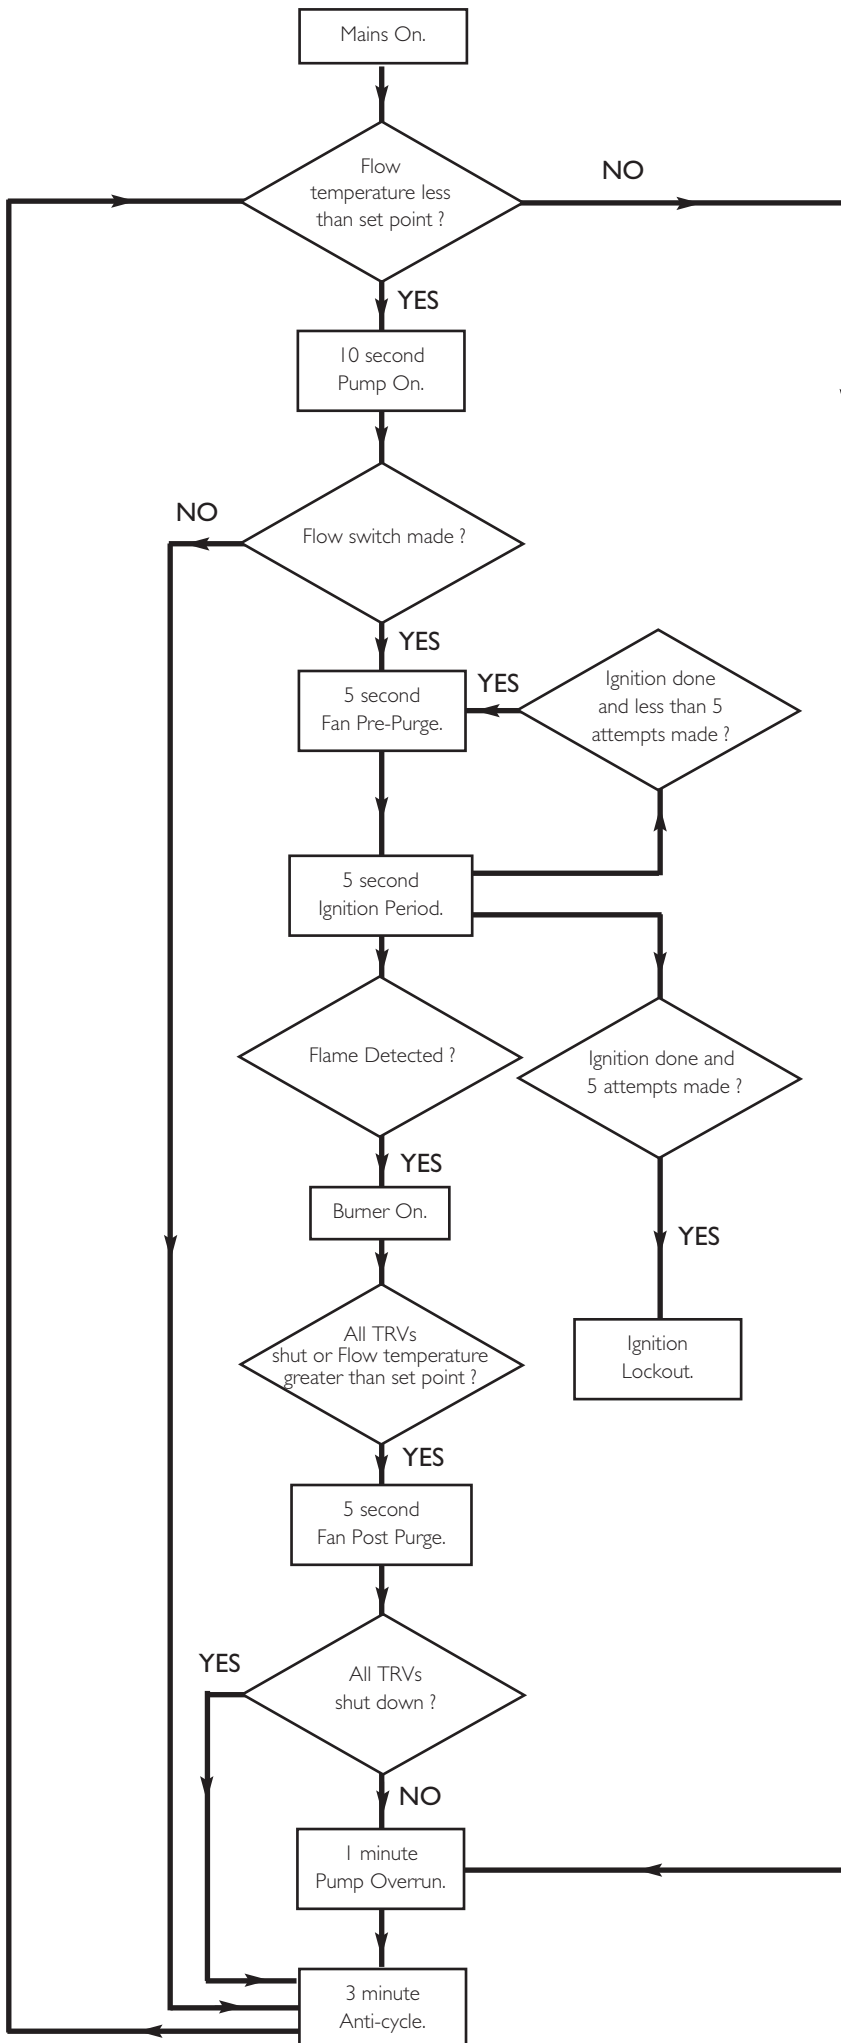 Mains On.
Flow
temperature less
than set point ?
NO
YES
10 second
Pump On.
NO
Flow switch made ?
YES
5 second
Fan Pre-Purge.
YES
Ignition done
and less than 5
attempts made ?
5 second
Ignition Period.
Flame Detected ?
Ignition done and
5 attempts made ?
YES
Burner On.
YES
All TRVs
shut or Flow temperature
greater than set point ?
Ignition
Lockout.
YES
5 second
Fan Post Purge.
YES
All TRVs
shut down ?
NO
1 minute
Pump Overrun.
3 minute
Anti-cycle.